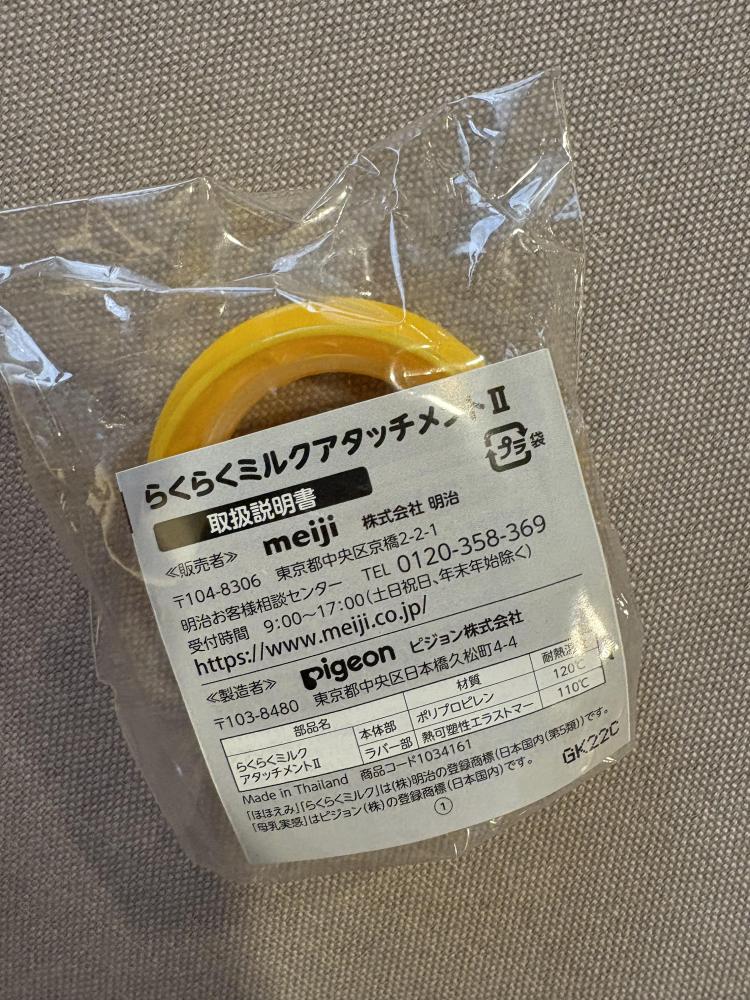 らくらくミルクアタッチメントⅡ
プラ 袋
取扱説明書
≪販売者≫ meiji 株式会社 明治
〒104-8306 東京都中央区京橋2-2-1
明治お客様相談センター TEL 0120-358-369
受付時間 9:00〜17:00(土日祝日、年末年始除く)
https://www.meiji.co.jp/
≪製造者≫ Pigeon ピジョン株式会社
〒103-8480 東京都中央区日本橋久松町4-4
部品名 材質 耐熱温
らくらくミルクアタッチメントⅡ 本体部 ポリプロピレン 120℃
ラバー部 熱可塑性エラストマー 110℃
Made in Thailand 商品コード1034161
「ほほえみ」「らくらくミルク」は(株)明治の登録商標(日本国内(第5類))です。
「母乳実感」はピジョン(株)の登録商標(日本国内)です。
①
GK22C